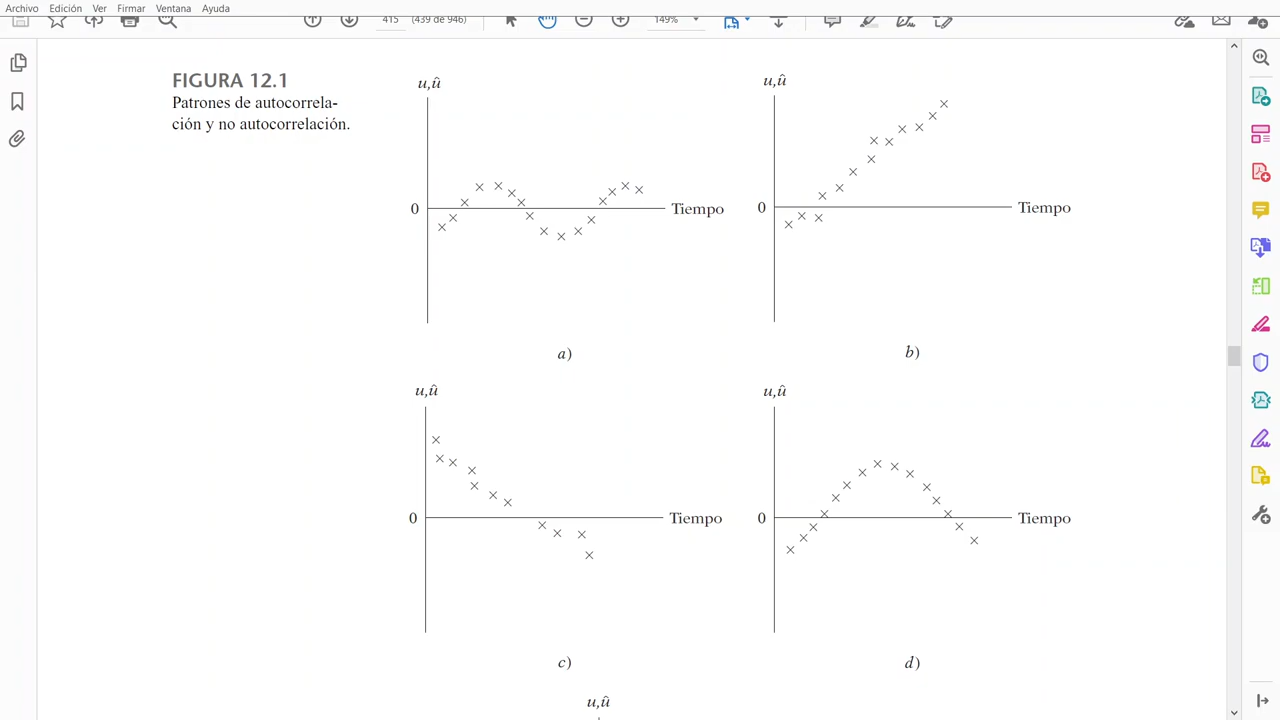 Archivo Edición Ver Firmar Ventana Ayuda
415 (439 de 946) 149%
FIGURA 12.1
Patrones de autocorrela-
ción y no autocorrelación.
u,û
0
Tiempo
a)
u,û
0
Tiempo
b)
u,û
0
Tiempo
c)
u,û
0
Tiempo
d)
u,û